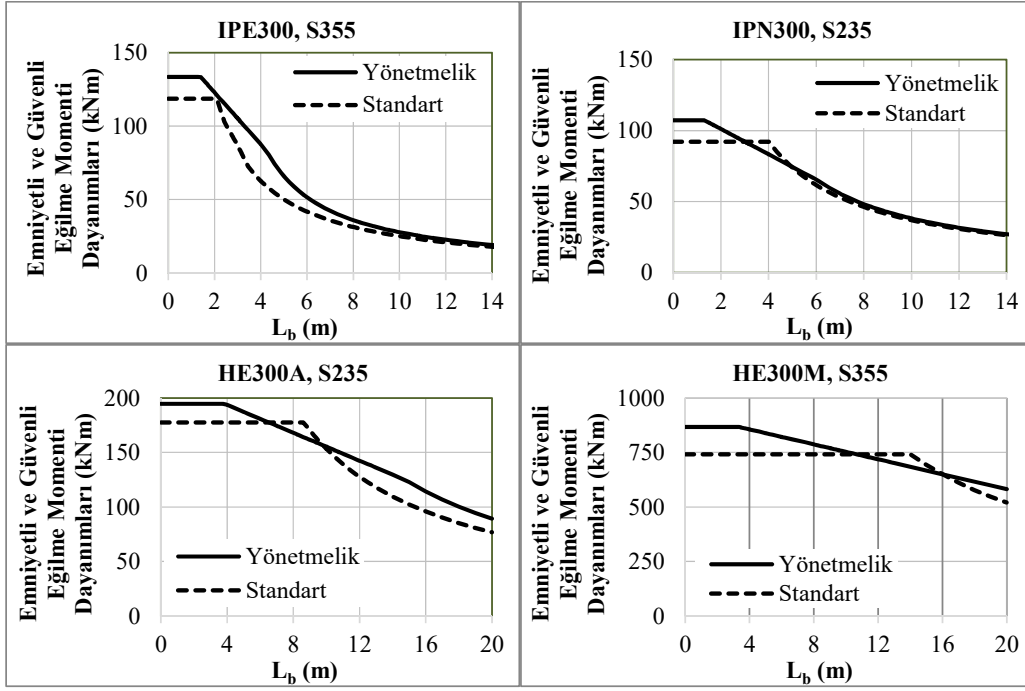 IPE300, S355
Emniyetli ve Güvenli
Eğilme Momenti
Dayanımları (kNm)
150
100
50
0
Yönetmelik
Standart
0 2 4 6 8 10 12 14
Lb (m)
IPN300, S235
Emniyetli ve Güvenli
Eğilme Momenti
Dayanımları (kNm)
150
100
50
0
Yönetmelik
Standart
0 2 4 6 8 10 12 14
Lb (m)
HE300A, S235
Emniyetli ve Güvenli
Eğilme Momenti
Dayanımları (kNm)
200
150
100
50
0
Yönetmelik
Standart
0 4 8 12 16 20
Lb (m)
HE300M, S355
Emniyetli ve Güvenli
Eğilme Momenti
Dayanımları (kNm)
1000
750
500
250
0
Yönetmelik
Standart
0 4 8 12 16 20
Lb (m)